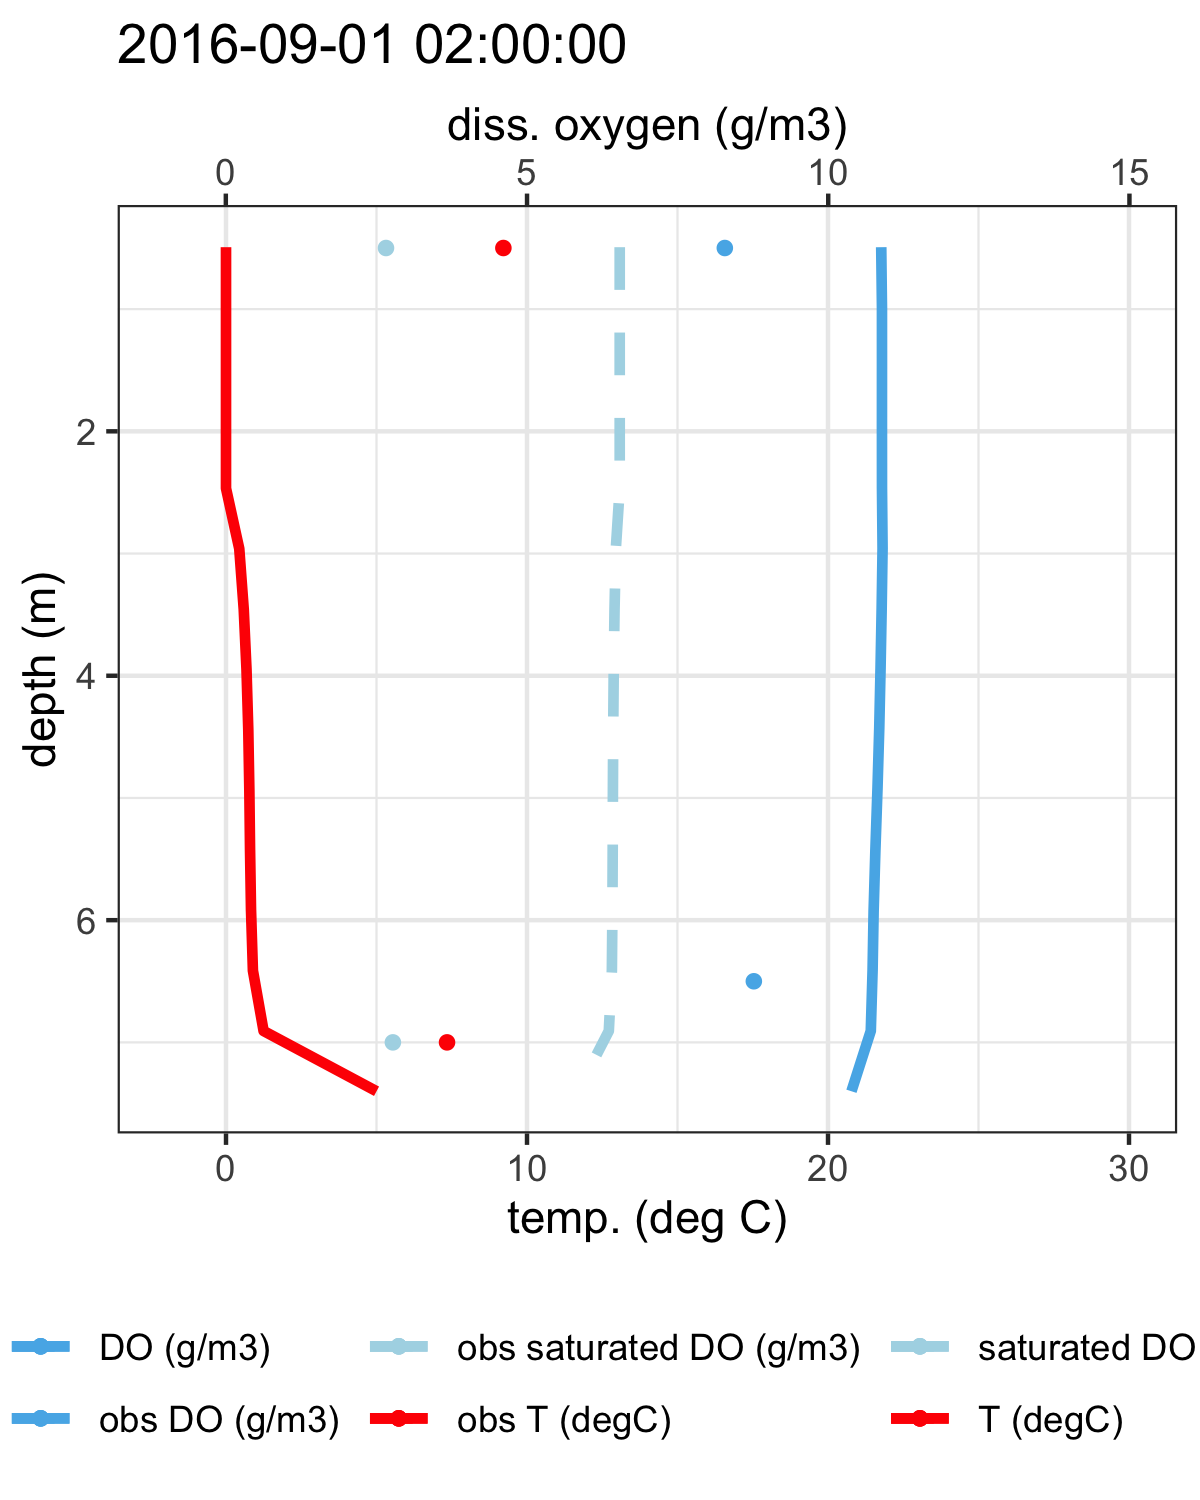 2016-09-01 02:00:00
diss. oxygen (g/m3)
0 5 10 15
2
4
6
depth (m)
0 10 20 30
temp. (deg C)
DO (g/m3) obs saturated DO (g/m3) saturated DO
obs DO (g/m3) obs T (degC) T (degC)